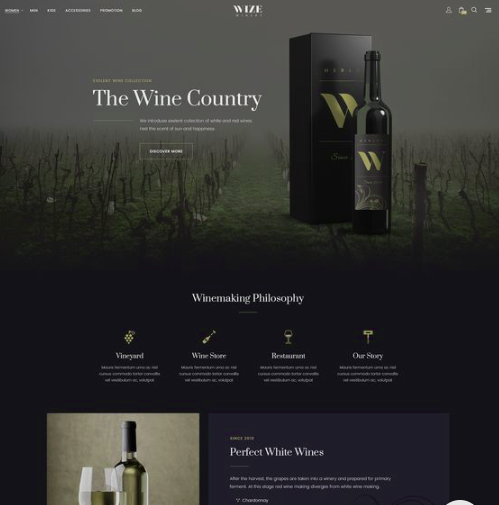 WOMEN MEN KIDS ACCESSORIES PROMOTION BLOG
WIZE
WINERY
EXIDENT WINE COLLECTION
The Wine Country
We introduce exident collection of white and red wines.
Feel the scent of sun and happyness.
DISCOVER MORE
MERL
W
Since
W
Winemaking Philosophy
Vineyard
Mauris fermentum urna ac nisl
cursus commodo tortor convallis
vel vestibulum ac, volutpat
Wine Store
Mauris fermentum urna ac nisl
cursus commodo tortor convallis
vel vestibulum ac, volutpat
Restaurant
Mauris fermentum urna ac nisl
cursus commodo tortor convallis
vel vestibulum ac, volutpat
Our Story
Mauris fermentum urna ac nisl
cursus commodo tortor convallis
vel vestibulum ac, volutpat
SINCE 2015
Perfect White Wines
After the harvest, the grapes are taken into a winery and prepared for primary
ferment. At this stage red wine making diverges from white wine making.
Chardonnay